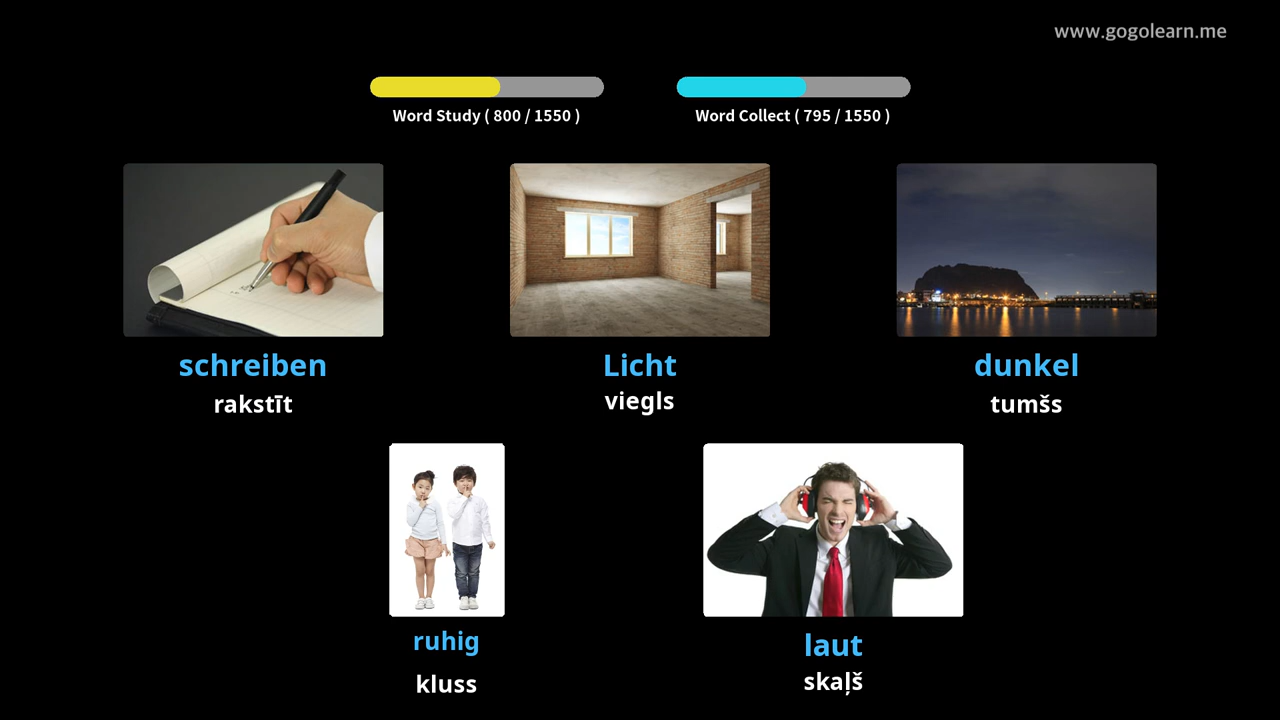 www.gogolearn.me
Word Study ( 800 / 1550 )
Word Collect ( 795 / 1550 )
schreiben
rakstīt
Licht
viegls
dunkel
tumšs
ruhig
kluss
laut
skaļš